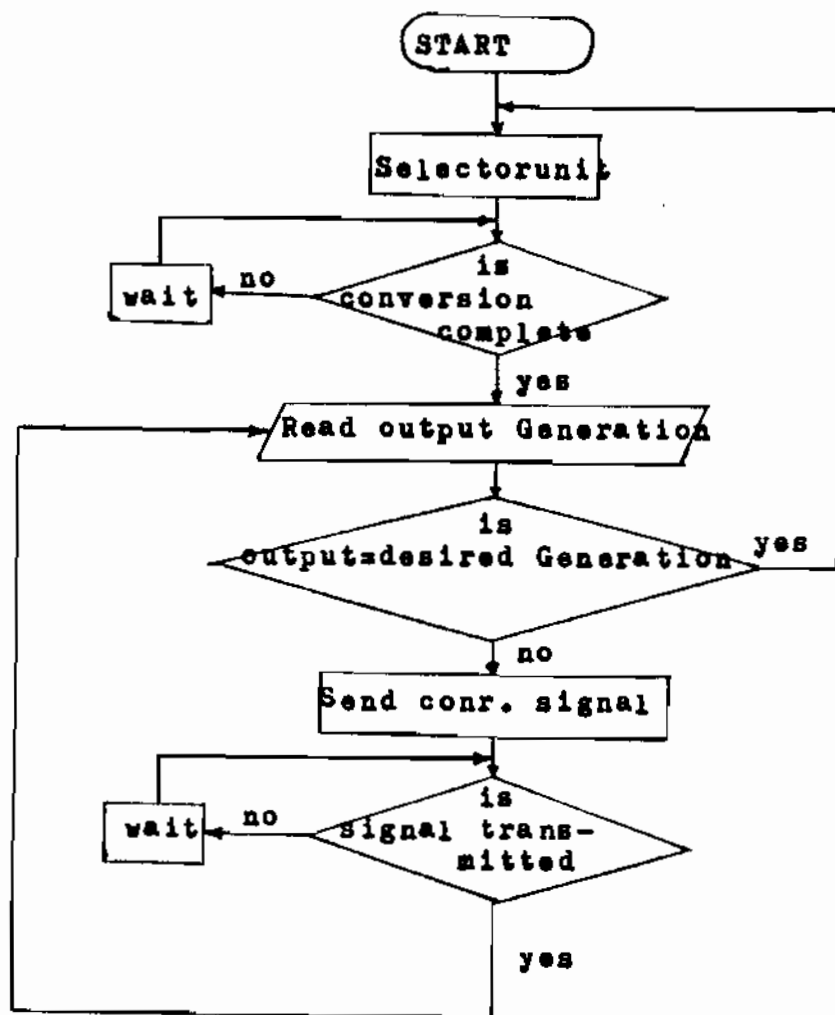 START
Selectorunit
is
conversion
complete
no
wait
yes
Read output Generation
is
output=desired Generation
yes
no
Send conr. signal
is
signal trans-
mitted
no
wait
yes